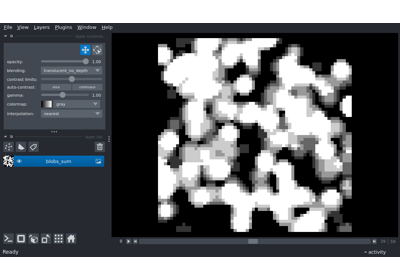 File View Layers Plugins Window Help
opacity: 1.00
blending: translucent_no_depth
contrast limits:
auto-contrast: once continuous
gamma: 1.00
colormap: gray
interpolation: nearest
blobs_sum
Ready
activity